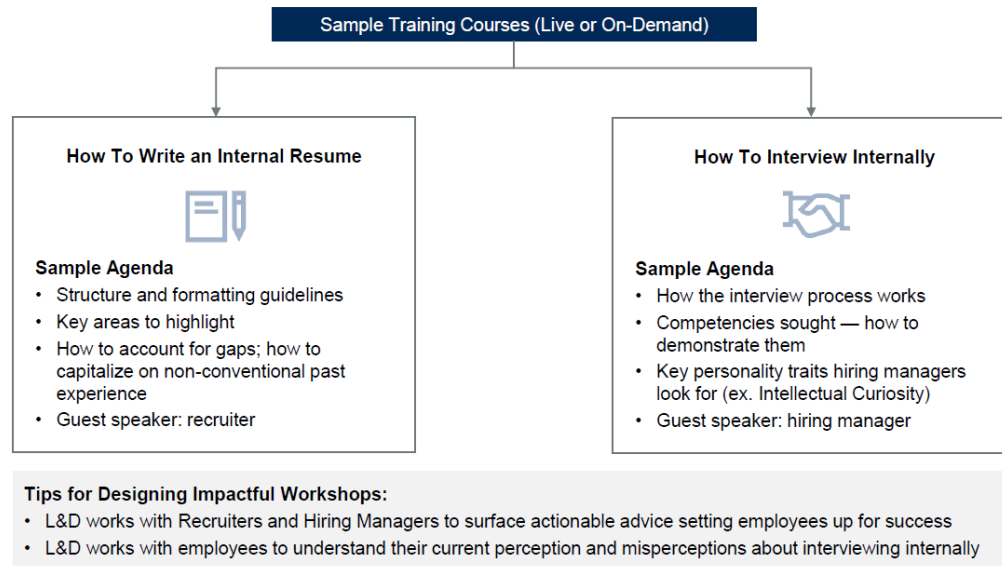 Sample Training Courses (Live or On-Demand)
How To Write an Internal Resume
Sample Agenda
• Structure and formatting guidelines
• Key areas to highlight
• How to account for gaps; how to
capitalize on non-conventional past
experience
• Guest speaker: recruiter
How To Interview Internally
Sample Agenda
• How the interview process works
• Competencies sought — how to
demonstrate them
• Key personality traits hiring managers
look for (ex. Intellectual Curiosity)
• Guest speaker: hiring manager
Tips for Designing Impactful Workshops:
• L&D works with Recruiters and Hiring Managers to surface actionable advice setting employees up for success
• L&D works with employees to understand their current perception and misperceptions about interviewing internally